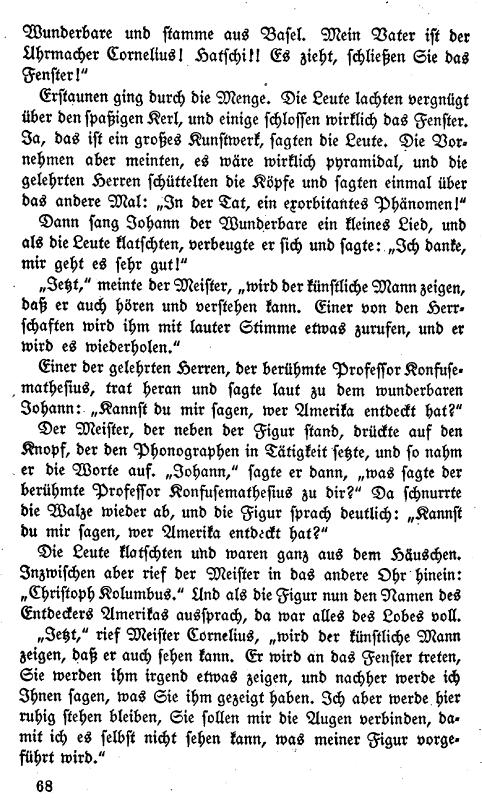 Wunderbare und stamme aus Basel. Mein Vater ist der
Uhrmacher Cornelius! Hatschi!! Es zieht, schließen Sie das
Fenster!“
Erstaunen ging durch die Menge. Die Leute lachten vergnügt
über den spaßigen Kerl, und einige schlossen wirklich das Fenster.
Ja, das ist ein großes Kunstwerk, sagten die Leute. Die Vor-
nehmen aber meinten, es wäre wirklich pyramidal, und die
gelehrten Herren schüttelten die Köpfe und sagten einmal über
das andere Mal: „In der Tat, ein exorbitantes Phänomen!“
Dann sang Johann der Wunderbare ein kleines Lied, und
als die Leute klatschten, verbeugte er sich und sagte: „Ich danke,
mir geht es sehr gut!“
„Jetzt,“ meinte der Meister, „wird der künstliche Mann zeigen,
daß er auch hören und verstehen kann. Einer von den Herr-
schaften wird ihm mit lauter Stimme etwas zurufen, und er
wird es wiederholen.“
Einer der gelehrten Herren, der berühmte Professor Konfuse-
mathesius, trat heran und sagte laut zu dem wunderbaren
Johann: „Kannst du mir sagen, wer Amerika entdeckt hat?“
Der Meister, der neben der Figur stand, drückte auf den
Knopf, der den Phonographen in Tätigkeit setzte, und so nahm
er die Worte auf. „Johann,“ sagte er dann, „was sagte der
berühmte Professor Konfusemathesius zu dir?“ Da schnurrte
die Walze wieder ab, und die Figur sprach deutlich: „Kannst
du mir sagen, wer Amerika entdeckt hat?“
Die Leute klatschten und waren ganz aus dem Häuschen.
Inzwischen aber rief der Meister in das andere Ohr hinein:
„Christoph Kolumbus.“ Und als die Figur nun den Namen des
Entdeckers Amerikas aussprach, da war alles des Lobes voll.
„Jetzt,“ rief Meister Cornelius, „wird der künstliche Mann
zeigen, daß er auch sehen kann. Er wird an das Fenster treten,
Sie werden ihm irgend etwas zeigen, und nachher werde ich
Ihnen sagen, was Sie ihm gezeigt haben. Ich aber werde hier
ruhig stehen bleiben, Sie sollen mir die Augen verbinden, da-
mit ich es selbst nicht sehen kann, was meiner Figur vorge-
führt wird.“
68